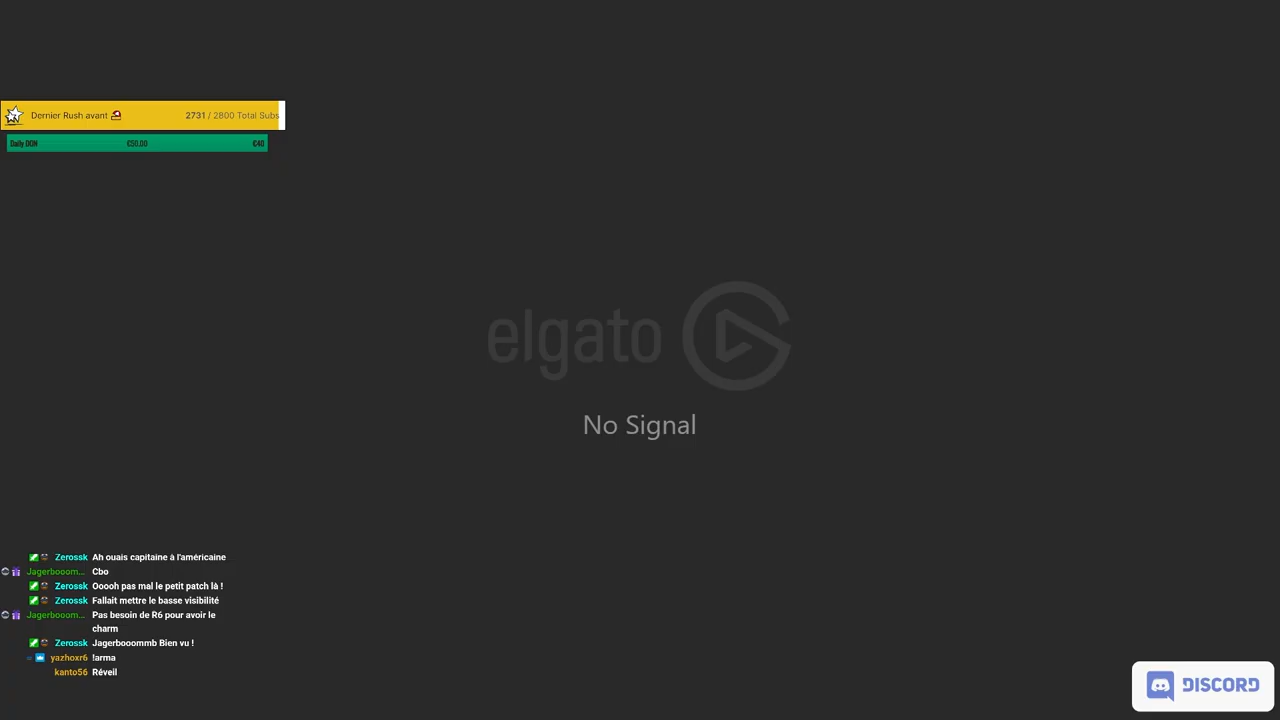 Dernier Rush avant
2731 / 2800 Total Subs
Daily DON €50,00 €40
elgato
No Signal
Zerossk Ah ouais capitaine à l'américaine
Jagerbooom... Cbo
Zerossk Ooooh pas mal le petit patch là !
Zerossk Fallait mettre le basse visibilité
Jagerbooom... Pas besoin de R6 pour avoir le
charm
Zerossk Jagerbooommb Bien vu !
yazhoxr6 !arma
kanto56 Réveil
DISCORD